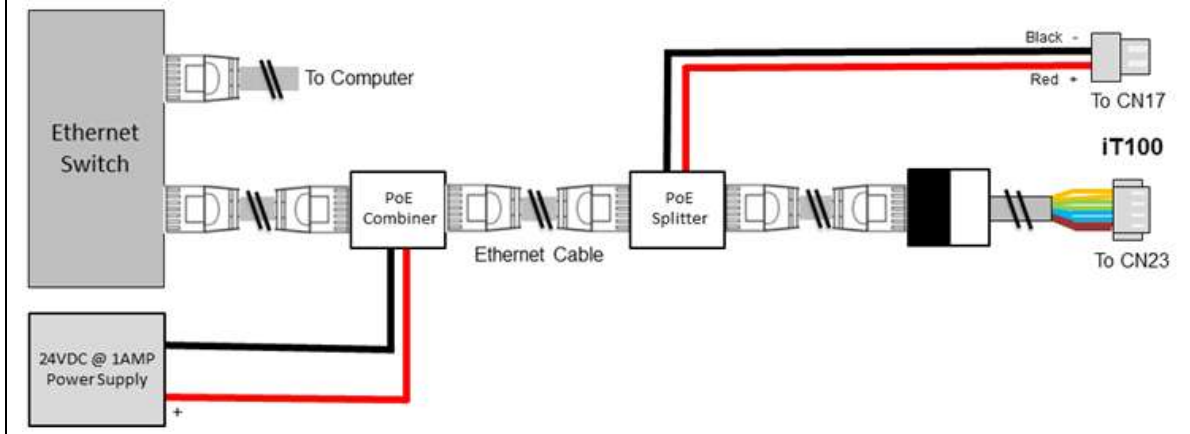 Black -
Red +
To CN17
To Computer
Ethernet
Switch
iT100
PoE
Combiner
PoE
Splitter
Ethernet Cable
To CN23
24VDC @ 1AMP
Power Supply
+